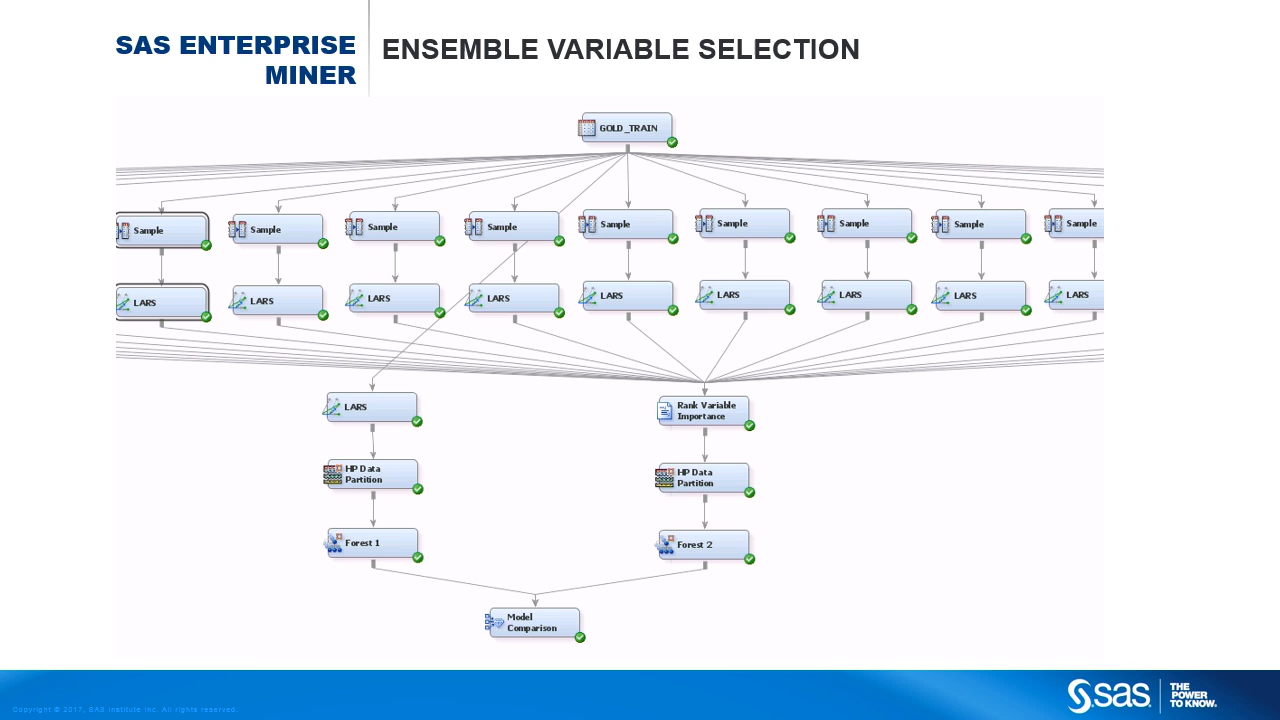 SAS ENTERPRISE
MINER
ENSEMBLE VARIABLE SELECTION
GOLD_TRAIN
Sample
Sample
Sample
Sample
Sample
Sample
Sample
Sample
Sample
LARS
LARS
LARS
LARS
LARS
LARS
LARS
LARS
LARS
LARS
Rank Variable
Importance
HP Data
Partition
HP Data
Partition
Forest 1
Forest 2
Model
Comparison
Copyright © 2017, SAS Institute Inc. All rights reserved.
sas
THE
POWER
TO KNOW.